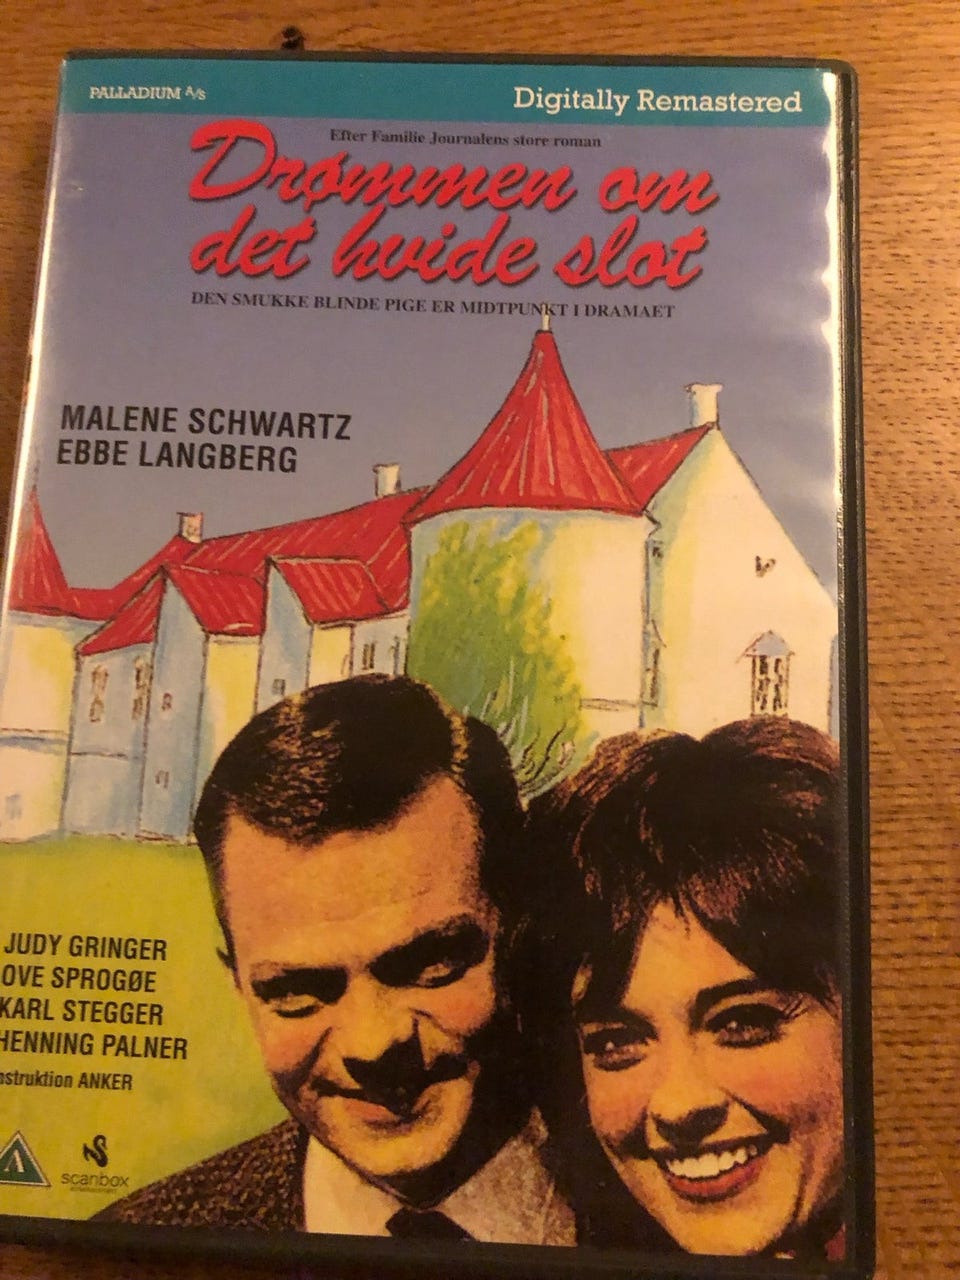 PALLADIUM A/S
Digitally Remastered
Efter Familie Journalens store roman
Drømmen om
det hvide slot
DEN SMUKKE BLINDE PIGE ER MIDTPUNKT I DRAMAET
MALENE SCHWARTZ
EBBE LANGBERG
JUDY GRINGER
OVE SPROGØE
KARL STEGGER
HENNING PALNER
nstruktion ANKER
A
scanbox